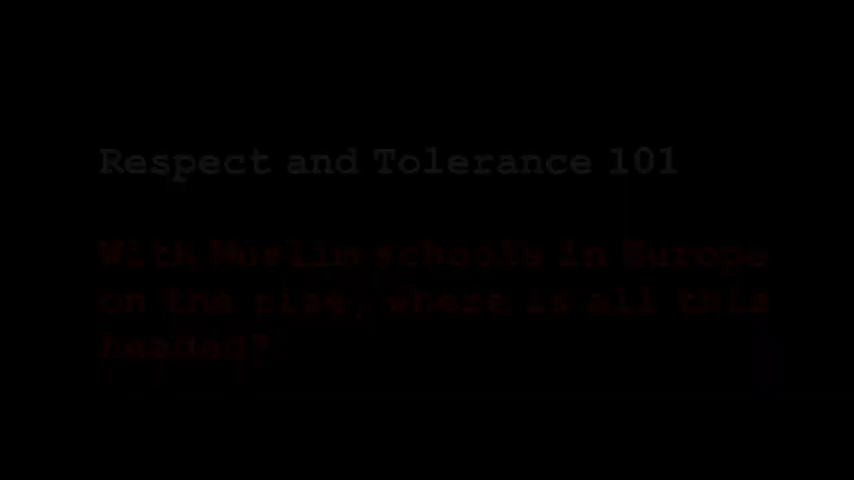 Respect and Tolerance 101
With Muslim schools in Europe
on the rise, where is all this
headed?